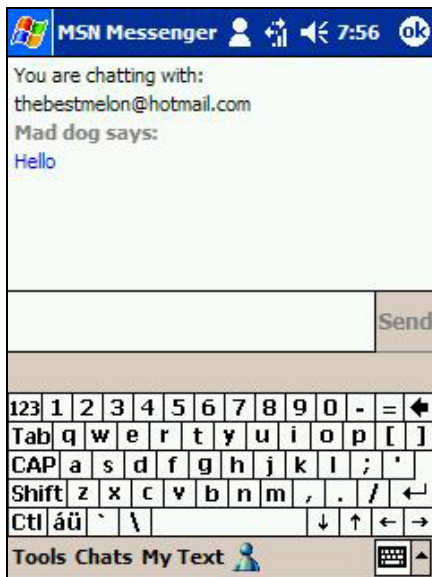 MSN Messenger 7:56 ok
You are chatting with:
thebestmelon@hotmail.com
Mad dog says:
Hello
Send
123 1 2 3 4 5 6 7 8 9 0 - =
Tab q w e r t y u i o p [ ]
CAP a s d f g h j k l ; '
Shift z x c v b n m , . /
Ctl áü ` \ ↓ ↑ ← →
Tools Chats My Text